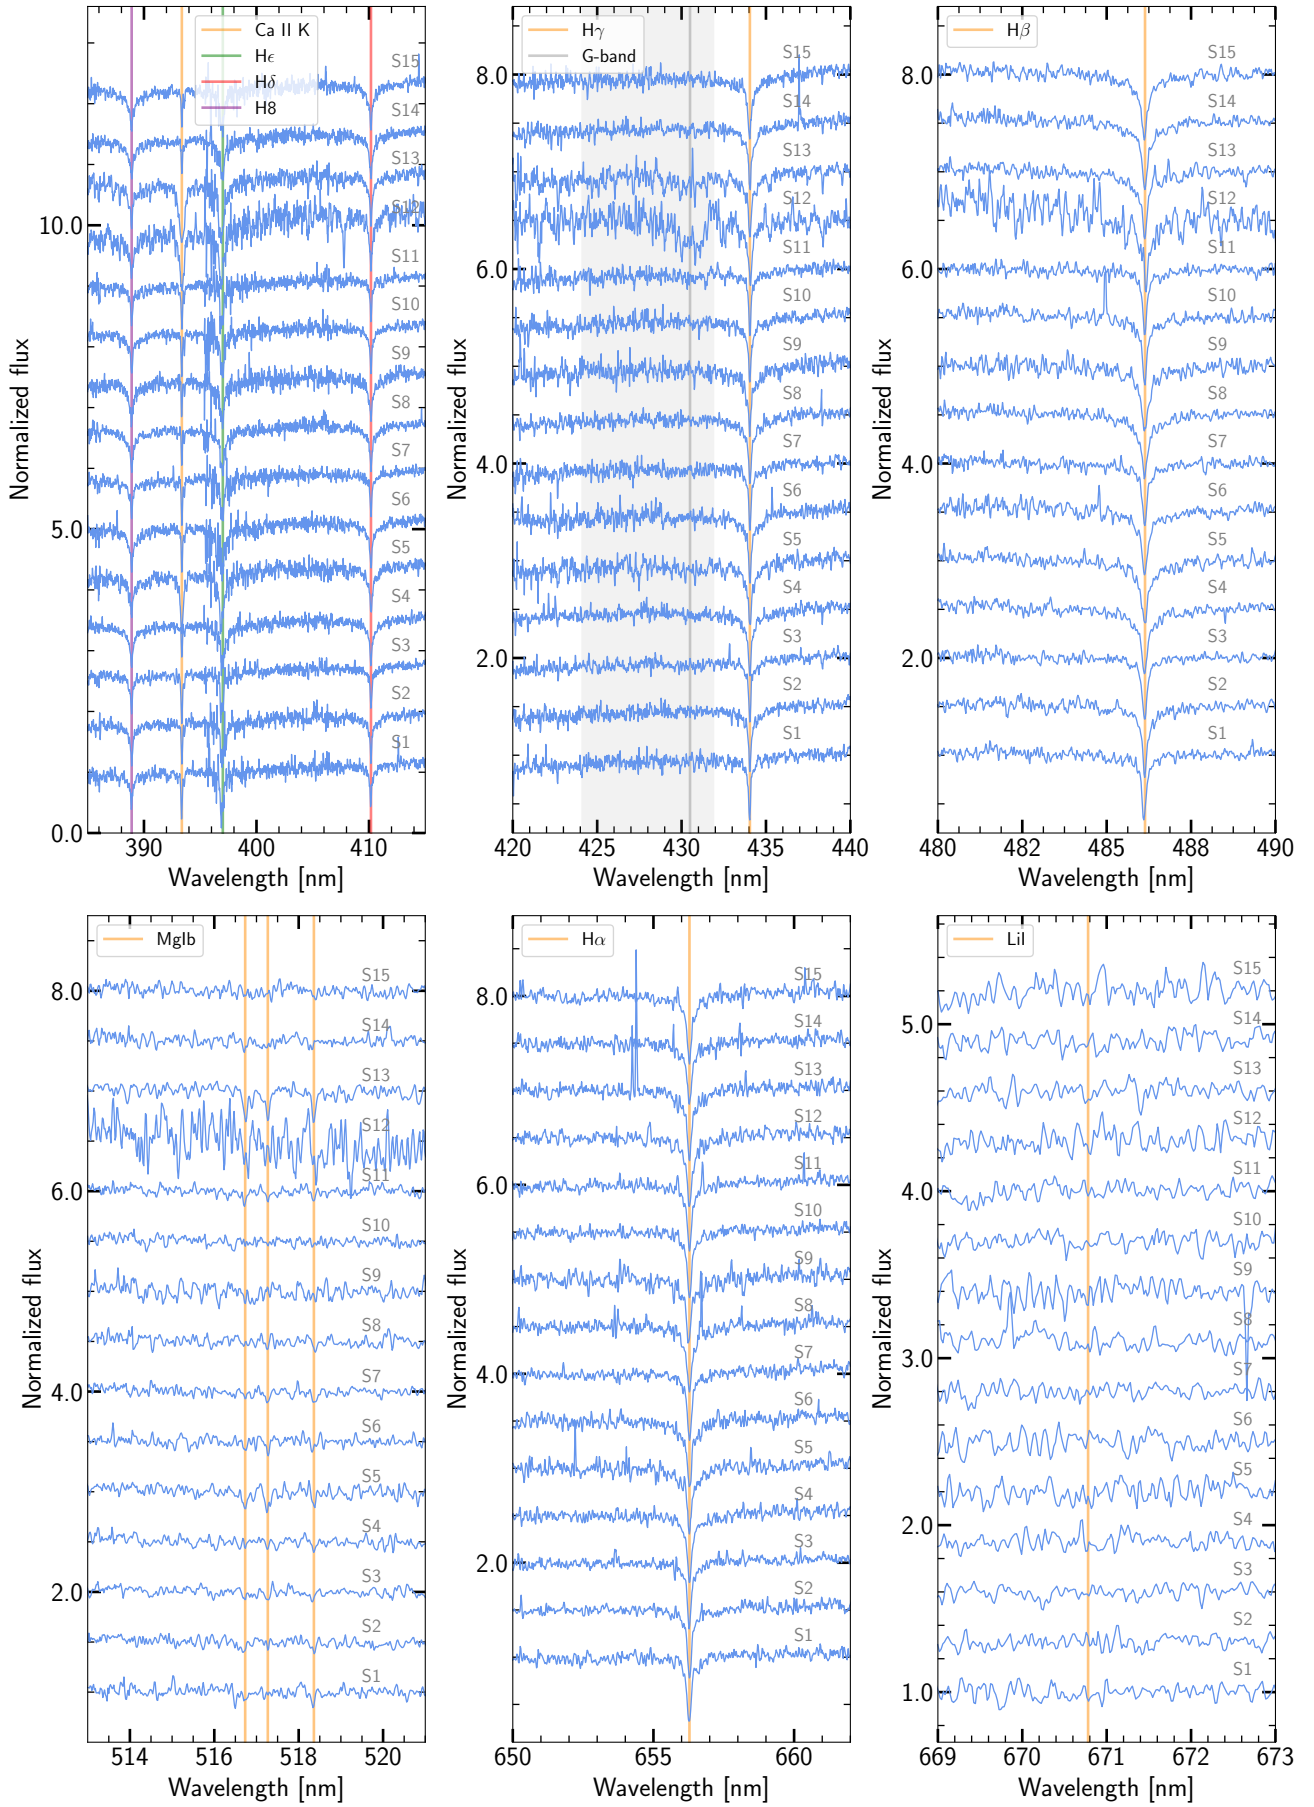 Ca II K
Hϵ
Hδ
H8
S15
S14
S13
S12
S11
S10
S9
S8
S7
S6
S5
S4
S3
S2
S1
10.0
5.0
0.0
390
400
410
Normalized flux
Wavelength [nm]
Hγ
G-band
S15
S14
S13
S12
S11
S10
S9
S8
S7
S6
S5
S4
S3
S2
S1
8.0
6.0
4.0
2.0
420
425
430
435
440
Normalized flux
Wavelength [nm]
Hβ
S15
S14
S13
S12
S11
S10
S9
S8
S7
S6
S5
S4
S3
S2
S1
8.0
6.0
4.0
2.0
480
482
485
488
490
Normalized flux
Wavelength [nm]
MgIb
S15
S14
S13
S12
S11
S10
S9
S8
S7
S6
S5
S4
S3
S2
S1
8.0
6.0
4.0
2.0
514
516
518
520
Normalized flux
Wavelength [nm]
Hα
S15
S14
S13
S12
S11
S10
S9
S8
S7
S6
S5
S4
S3
S2
S1
8.0
6.0
4.0
2.0
650
655
660
Normalized flux
Wavelength [nm]
LiI
S15
S14
S13
S12
S11
S10
S9
S8
S7
S6
S5
S4
S3
S2
S1
5.0
4.0
3.0
2.0
1.0
669
670
671
672
673
Normalized flux
Wavelength [nm]